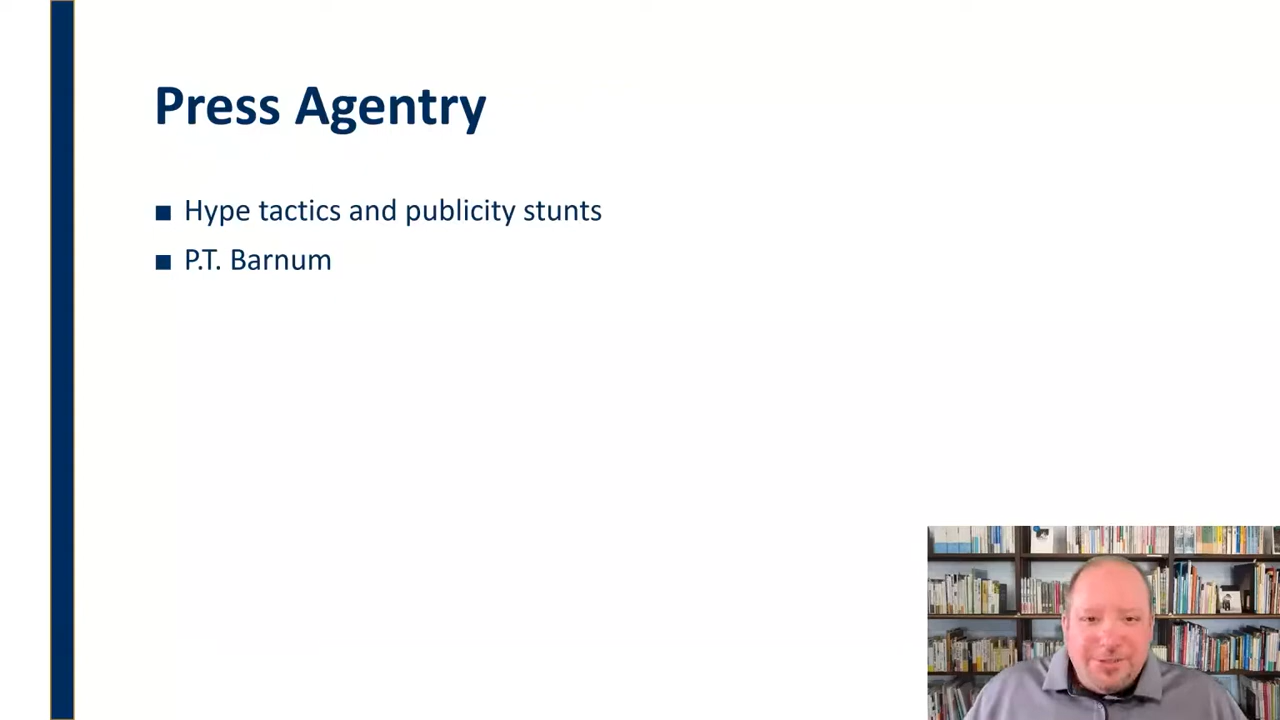 Press Agentry
■ Hype tactics and publicity stunts
■ P.T. Barnum